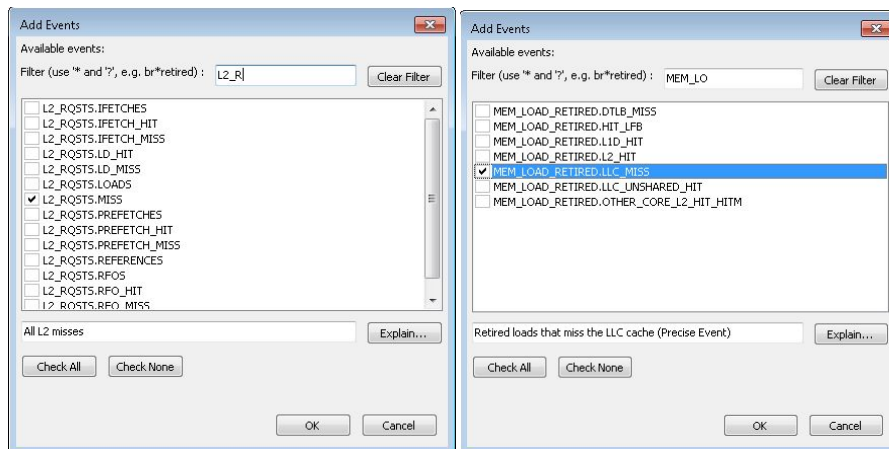 Add Events
Available events:
Filter (use '*' and '?', e.g. br*retired) :
L2_R
Clear Filter
L2_RQSTS.IFETCHES
L2_RQSTS.IFETCH_HIT
L2_RQSTS.IFETCH_MISS
L2_RQSTS.LD_HIT
L2_RQSTS.LD_MISS
L2_RQSTS.LOADS
L2_RQSTS.MISS
L2_RQSTS.PREFETCHES
L2_RQSTS.PREFETCH_HIT
L2_RQSTS.PREFETCH_MISS
L2_RQSTS.REFERENCES
L2_RQSTS.RFOS
L2_RQSTS.RFO_HIT
L2_RQSTS.RFO_MISS
All L2 misses
Explain...
Check All
Check None
OK
Cancel
Add Events
Available events:
Filter (use '*' and '?', e.g. br*retired) :
MEM_LO
Clear Filter
MEM_LOAD_RETIRED.DTLB_MISS
MEM_LOAD_RETIRED.HIT_LFB
MEM_LOAD_RETIRED.L1D_HIT
MEM_LOAD_RETIRED.L2_HIT
MEM_LOAD_RETIRED.LLC_MISS
MEM_LOAD_RETIRED.LLC_UNSHARED_HIT
MEM_LOAD_RETIRED.OTHER_CORE_L2_HIT_HITM
Retired loads that miss the LLC cache (Precise Event)
Explain...
Check All
Check None
OK
Cancel